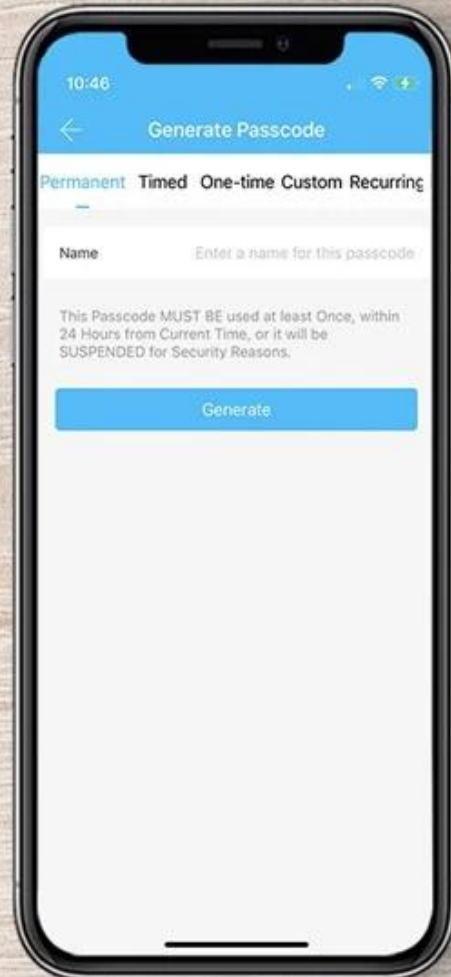 10:46
Generate Passcode
Permanent Timed One-time Custom Recurring
Name Enter a name for this passcode
This Passcode MUST BE used at least Once, within
24 Hours from Current Time, or it will be
SUSPENDED for Security Reasons.
Generate